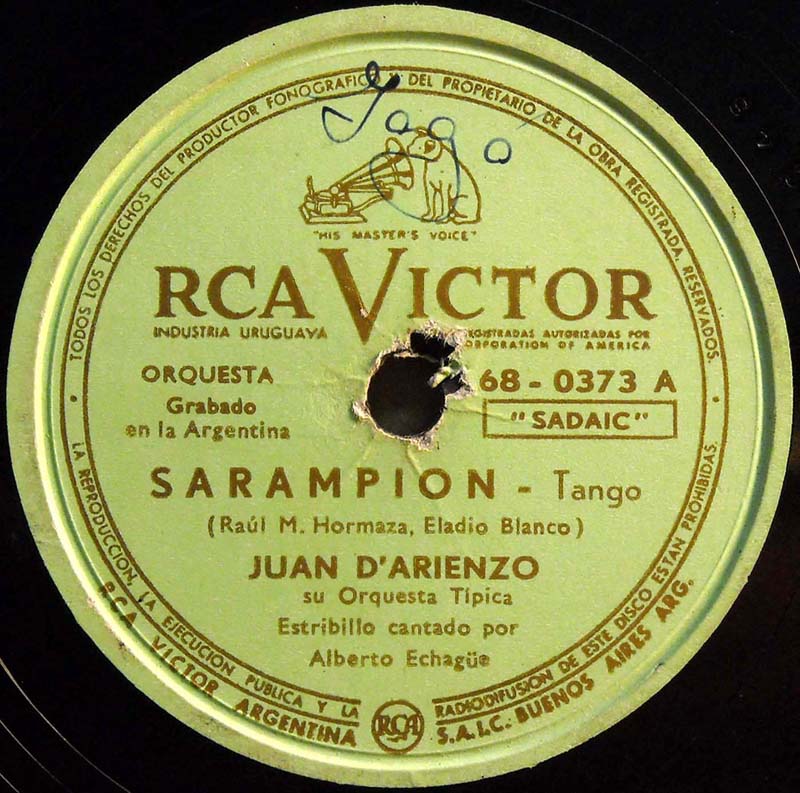 • TODOS LOS DERECHOS DEL PRODUCTOR FONOGRAFICO Y DEL PROPIETARIO DE LA OBRA REGISTRADA, RESERVADOS. •
"HIS MASTER'S VOICE"
RCA VICTOR
INDUSTRIA URUGUAYA
REGISTRADAS AUTORIZADAS POR
CORPORATION OF AMERICA
ORQUESTA
68-0373 A
Grabado
en la Argentina
"SADAIC"
SARAMPION - Tango
(Raúl M. Hormaza, Eladio Blanco)
JUAN D'ARIENZO
su Orquesta Típica
Estribillo cantado por
Alberto Echagüe
LA REPRODUCCION, LA EJECUCION PUBLICA Y LA RADIODIFUSION DE ESTE DISCO ESTAN PROHIBIDAS.
RCA VICTOR ARGENTINA RCA S.A.I.C. BUENOS AIRES ARG.